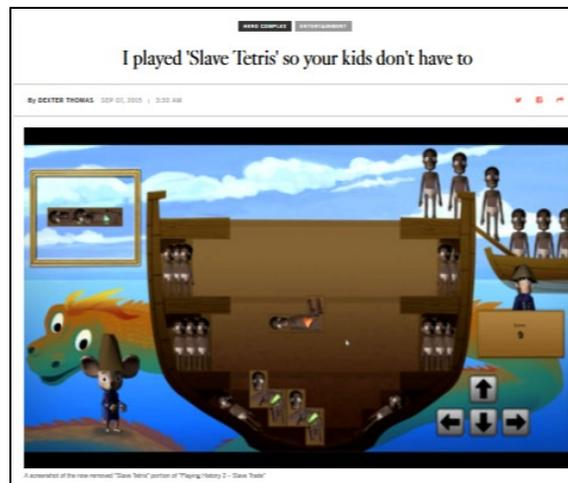 HERO COMPLEX ENTERTAINMENT
I played 'Slave Tetris' so your kids don't have to
By DEXTER THOMAS SEP 07, 2015 | 3:30 AM
9
A screenshot of the now-removed "Slave Tetris" portion of "Playing History 2 – Slave Trade"